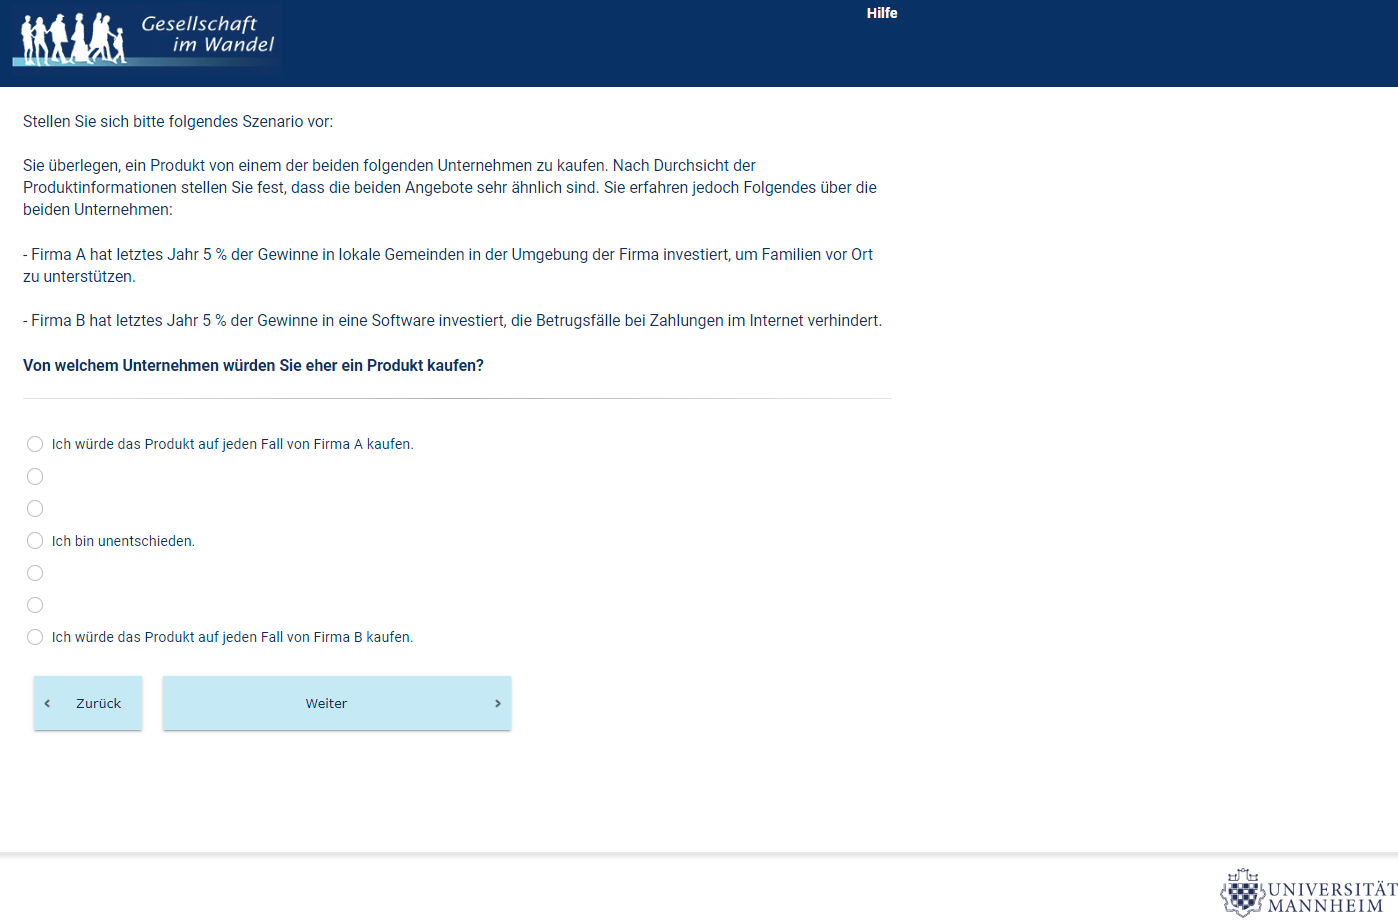 Gesellschaft
im Wandel
Hilfe
Stellen Sie sich bitte folgendes Szenario vor:
Sie überlegen, ein Produkt von einem der beiden folgenden Unternehmen zu kaufen. Nach Durchsicht der
Produktinformationen stellen Sie fest, dass die beiden Angebote sehr ähnlich sind. Sie erfahren jedoch Folgendes über die
beiden Unternehmen:
- Firma A hat letztes Jahr 5 % der Gewinne in lokale Gemeinden in der Umgebung der Firma investiert, um Familien vor Ort
zu unterstützen.
- Firma B hat letztes Jahr 5 % der Gewinne in eine Software investiert, die Betrugsfälle bei Zahlungen im Internet verhindert.
Von welchem Unternehmen würden Sie eher ein Produkt kaufen?
Ich würde das Produkt auf jeden Fall von Firma A kaufen.
Ich bin unentschieden.
Ich würde das Produkt auf jeden Fall von Firma B kaufen.
Zurück
Weiter
UNIVERSITÄT
MANNHEIM